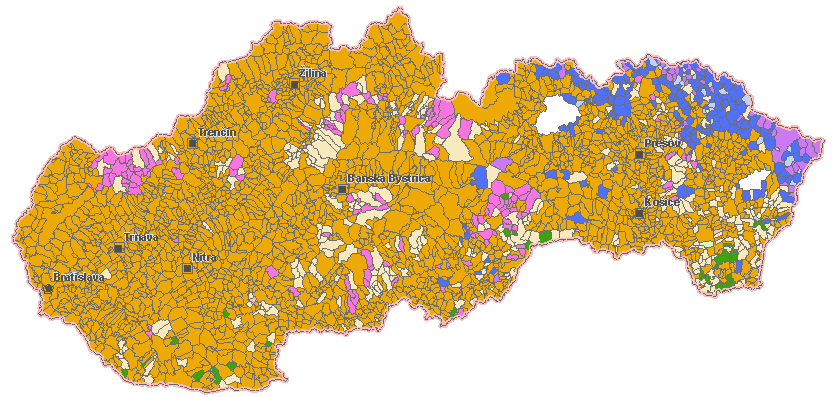 Žilina
Trenčín
Prešov
Banská Bystrica
Košice
Trnava
Nitra
Bratislava